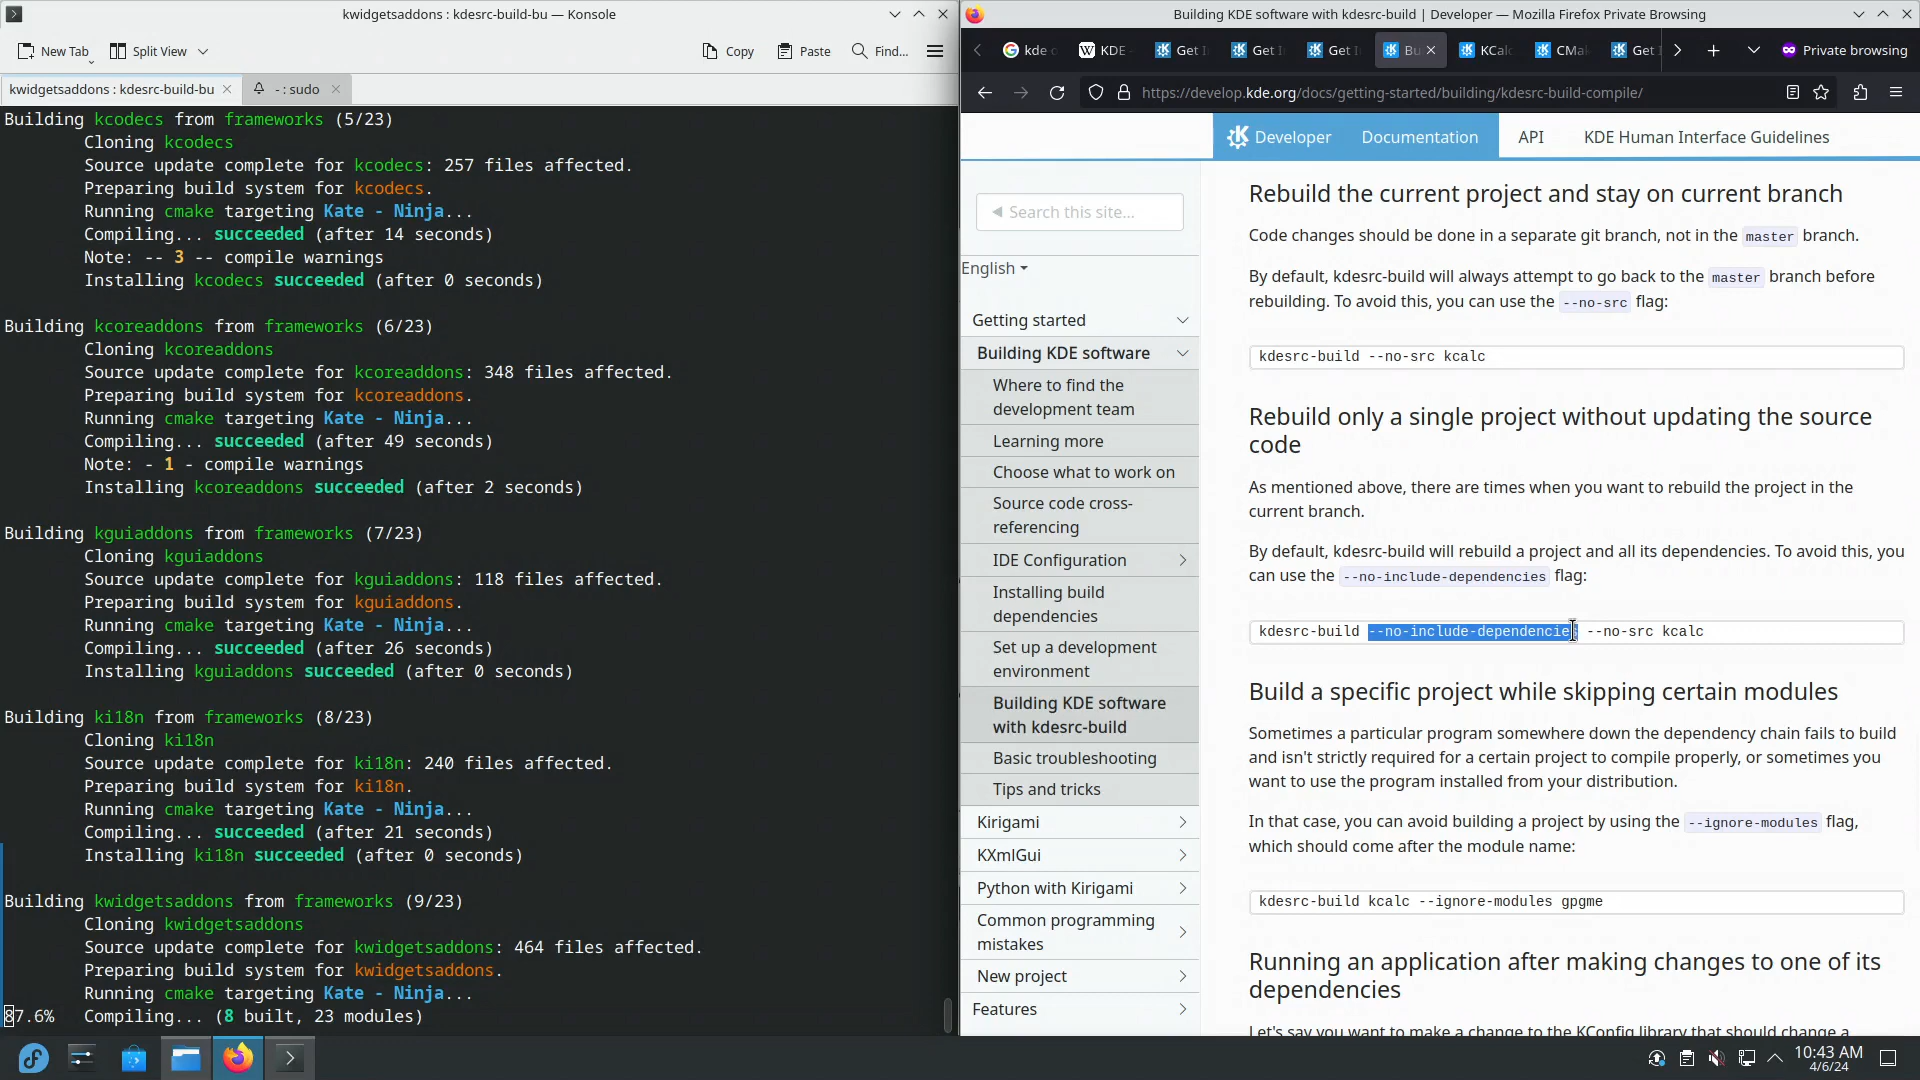 kwidgetsaddons : kdesrc-build-bu — Konsole
New Tab
Split View
Copy
Paste
Find...
kwidgetsaddons : kdesrc-build-bu
- : sudo
Building kcodecs from frameworks (5/23)
Cloning kcodecs
Source update complete for kcodecs: 257 files affected.
Preparing build system for kcodecs.
Running cmake targeting Kate - Ninja...
Compiling... succeeded (after 14 seconds)
Note: -- 3 -- compile warnings
Installing kcodecs succeeded (after 0 seconds)
Building kcoreaddons from frameworks (6/23)
Cloning kcoreaddons
Source update complete for kcoreaddons: 348 files affected.
Preparing build system for kcoreaddons.
Running cmake targeting Kate - Ninja...
Compiling... succeeded (after 49 seconds)
Note: - 1 - compile warnings
Installing kcoreaddons succeeded (after 2 seconds)
Building kguiaddons from frameworks (7/23)
Cloning kguiaddons
Source update complete for kguiaddons: 118 files affected.
Preparing build system for kguiaddons.
Running cmake targeting Kate - Ninja...
Compiling... succeeded (after 26 seconds)
Installing kguiaddons succeeded (after 0 seconds)
Building ki18n from frameworks (8/23)
Cloning ki18n
Source update complete for ki18n: 240 files affected.
Preparing build system for ki18n.
Running cmake targeting Kate - Ninja...
Compiling... succeeded (after 21 seconds)
Installing ki18n succeeded (after 0 seconds)
Building kwidgetsaddons from frameworks (9/23)
Cloning kwidgetsaddons
Source update complete for kwidgetsaddons: 464 files affected.
Preparing build system for kwidgetsaddons.
Running cmake targeting Kate - Ninja...
87.6% Compiling... (8 built, 23 modules)
Building KDE software with kdesrc-build | Developer — Mozilla Firefox Private Browsing
kde
KDE
Get
Get
Get
Bu
KCal
CMa
Get
Private browsing
https://develop.kde.org/docs/getting-started/building/kdesrc-build-compile/
Developer
Documentation
API
KDE Human Interface Guidelines
Search this site...
English
Getting started
Building KDE software
Where to find the
development team
Learning more
Choose what to work on
Source code cross-
referencing
IDE Configuration
Installing build
dependencies
Set up a development
environment
Building KDE software
with kdesrc-build
Basic troubleshooting
Tips and tricks
Kirigami
KXmlGui
Python with Kirigami
Common programming
mistakes
New project
Features
Rebuild the current project and stay on current branch
Code changes should be done in a separate git branch, not in the master branch.
By default, kdesrc-build will always attempt to go back to the master branch before
rebuilding. To avoid this, you can use the --no-src flag:
kdesrc-build --no-src kcalc
Rebuild only a single project without updating the source
code
As mentioned above, there are times when you want to rebuild the project in the
current branch.
By default, kdesrc-build will rebuild a project and all its dependencies. To avoid this, you
can use the --no-include-dependencies flag:
kdesrc-build --no-include-dependencies --no-src kcalc
Build a specific project while skipping certain modules
Sometimes a particular program somewhere down the dependency chain fails to build
and isn't strictly required for a certain project to compile properly, or sometimes you
want to use the program installed from your distribution.
In that case, you can avoid building a project by using the --ignore-modules flag,
which should come after the module name:
kdesrc-build kcalc --ignore-modules gpgme
Running an application after making changes to one of its
dependencies
Let's say you want to make a change to the KConfig library that should change a
10:43 AM
4/6/24